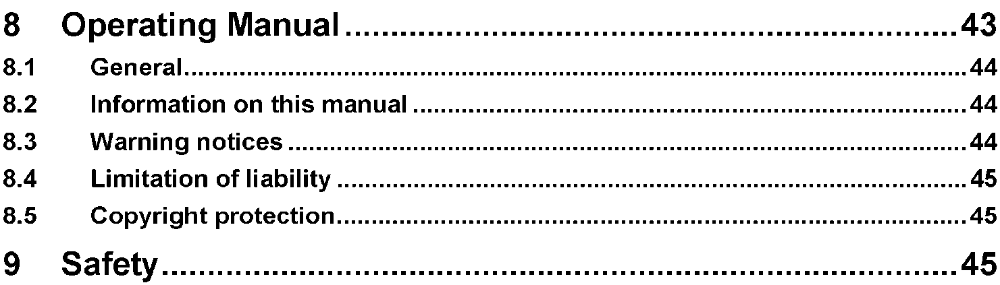 8 Operating Manual.................................................................43
8.1 General.................................................................................................................44
8.2 Information on this manual................................................................................44
8.3 Warning notices..................................................................................................44
8.4 Limitation of liability...........................................................................................45
8.5 Copyright protection...........................................................................................45
9 Safety.....................................................................................45